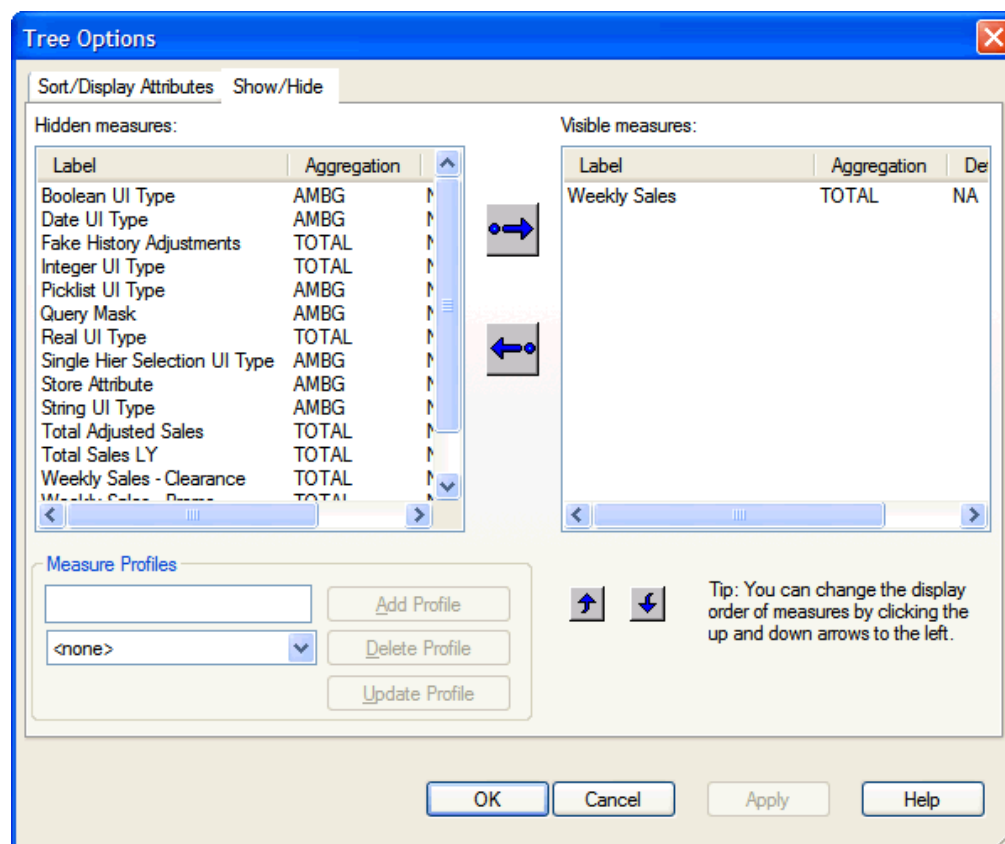 Tree Options
Sort/Display Attributes Show/Hide
Hidden measures:
Label Aggregation
Boolean UI Type AMBG
Date UI Type AMBG
Fake History Adjustments TOTAL
Integer UI Type TOTAL
Picklist UI Type AMBG
Query Mask AMBG
Real UI Type TOTAL
Single Hier Selection UI Type AMBG
Store Attribute AMBG
String UI Type AMBG
Total Adjusted Sales TOTAL
Total Sales LY TOTAL
Weekly Sales - Clearance TOTAL
Weekly Sales - Promo TOTAL
Visible measures:
Label Aggregation De
Weekly Sales TOTAL NA
Measure Profiles
Add Profile
<none> Delete Profile
Update Profile
Tip: You can change the display
order of measures by clicking the
up and down arrows to the left.
OK Cancel Apply Help